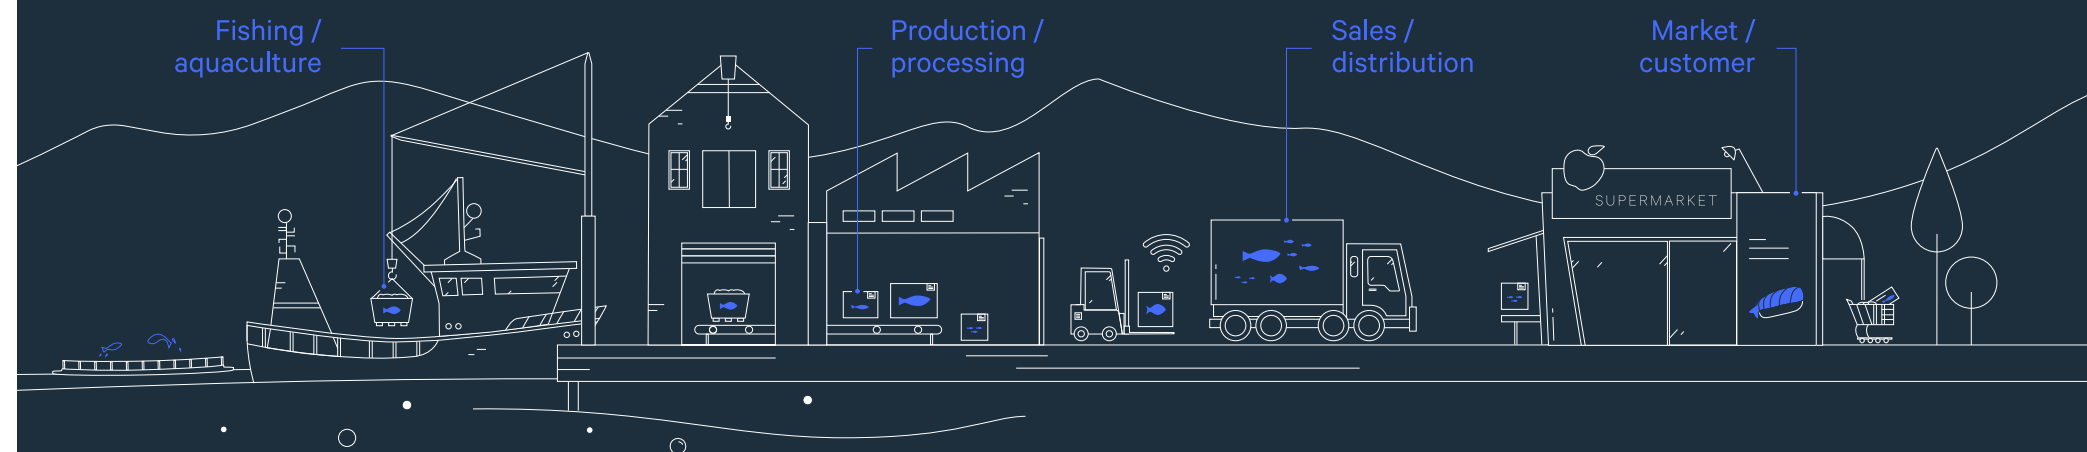 Fishing /
aquaculture
Production /
processing
Sales /
distribution
Market /
customer
SUPERMARKET